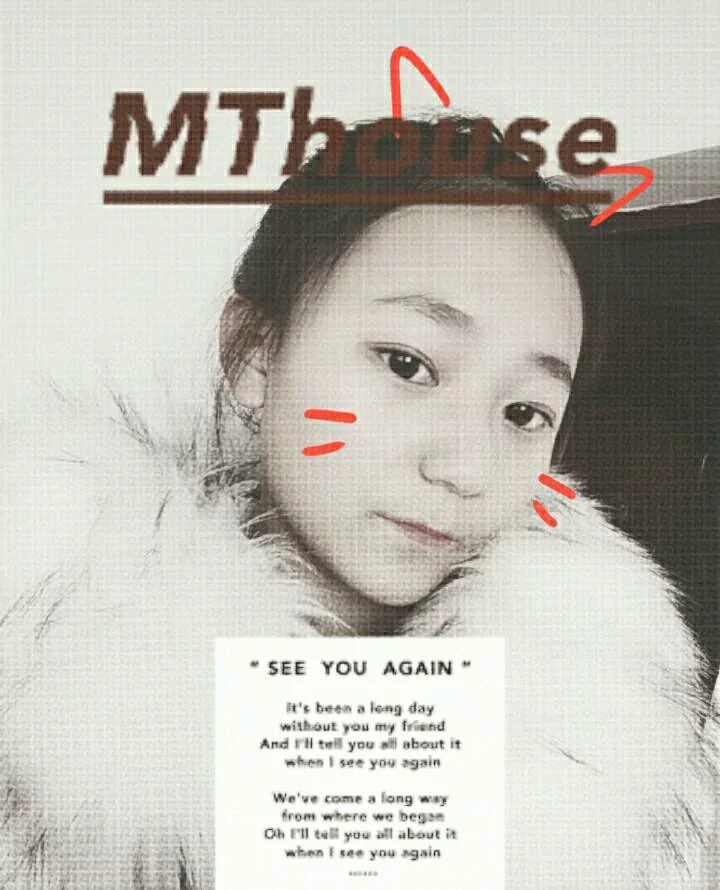 MThouse
" SEE YOU AGAIN "
It's been a long day
without you my friend
And I'll tell you all about it
when I see you again
We've come a long way
from where we began
Oh I'll tell you all about it
when I see you again